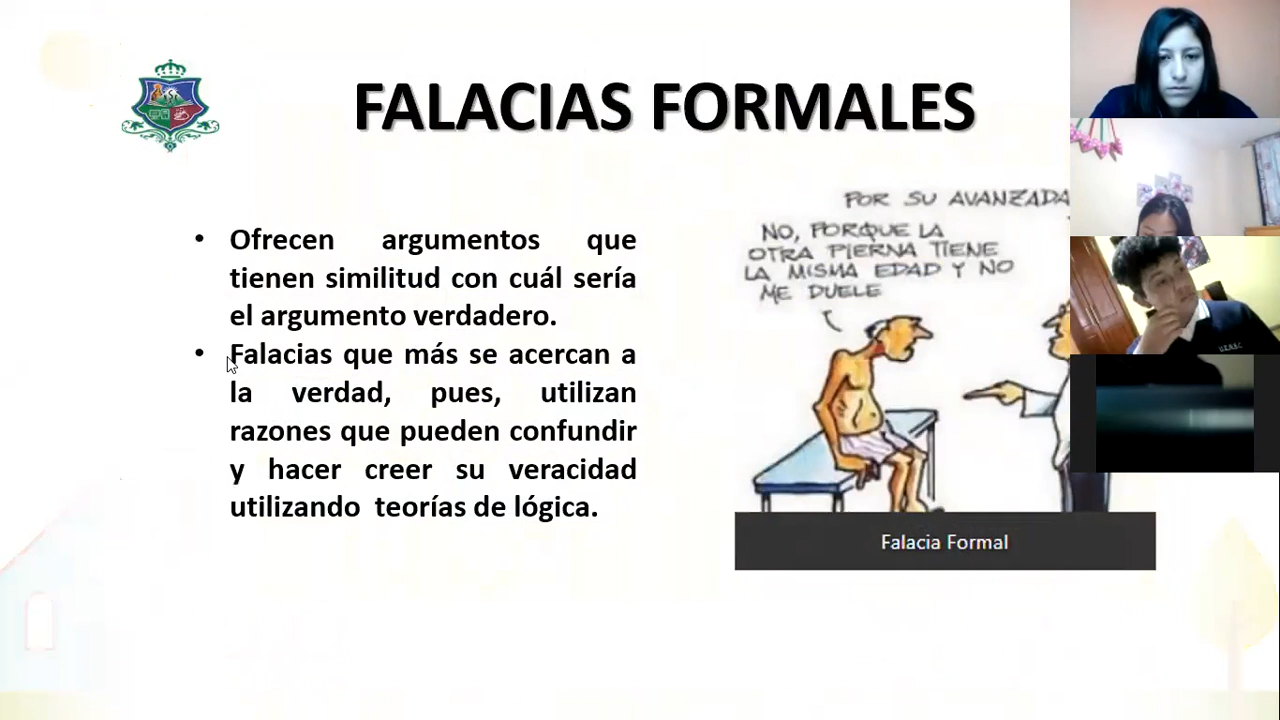 FALACIAS FORMALES
• Ofrecen argumentos que
tienen similitud con cuál sería
el argumento verdadero.
• Falacias que más se acercan a
la verdad, pues, utilizan
razones que pueden confundir
y hacer creer su veracidad
utilizando teorías de lógica.
POR SU AVANZADA
NO, PORQUE LA
OTRA PIERNA TIENE
LA MISMA EDAD Y NO
ME DUELE
Falacia Formal